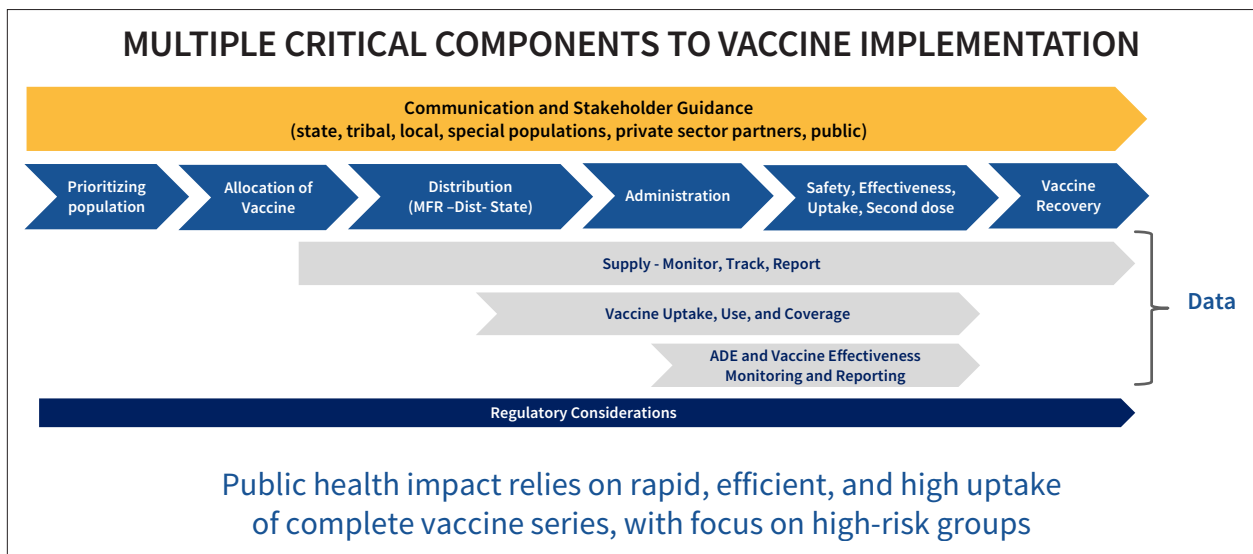 MULTIPLE CRITICAL COMPONENTS TO VACCINE IMPLEMENTATION
Communication and Stakeholder Guidance
(state, tribal, local, special populations, private sector partners, public)
Prioritizing
population
Allocation of
Vaccine
Distribution
(MFR –Dist- State)
Administration
Safety, Effectiveness,
Uptake, Second dose
Vaccine
Recovery
Supply - Monitor, Track, Report
Vaccine Uptake, Use, and Coverage
ADE and Vaccine Effectiveness
Monitoring and Reporting
Data
Regulatory Considerations
Public health impact relies on rapid, efficient, and high uptake
of complete vaccine series, with focus on high-risk groups